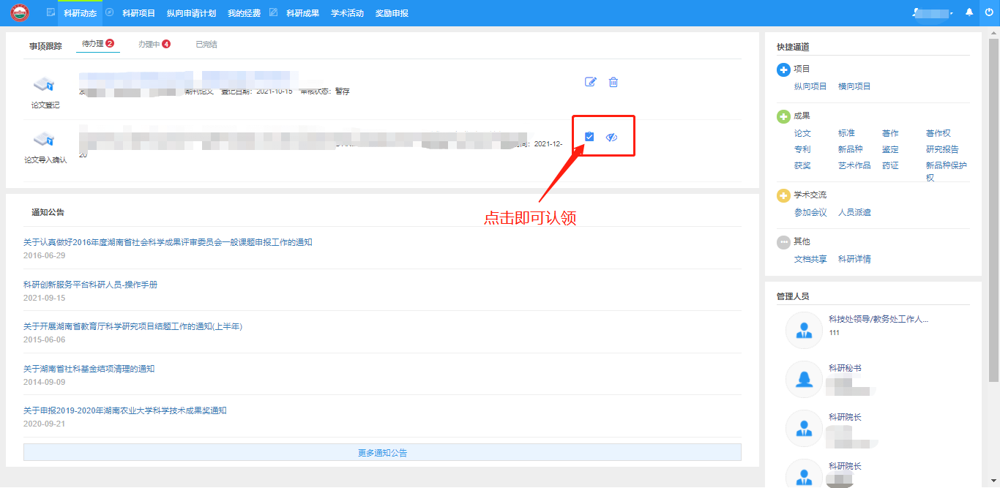 科研动态 科研项目 纵向申请计划 我的经费 科研成果 学术活动 奖励申报
事项跟踪 待办理 2 办理中 4 已完结
期刊论文 登记日期：2021-10-15 审核状态：暂存
论文登记
间：2021-12-
20
论文导入确认
点击即可认领
通知公告
关于认真做好2016年度湖南省社会科学成果评审委员会一般课题申报工作的通知
2016-06-29
科研创新服务平台科研人员-操作手册
2021-09-15
关于开展湖南省教育厅科学研究项目结题工作的通知(上半年)
2015-06-06
关于湖南省社科基金结项清理的通知
2014-09-09
关于申报2019-2020年湖南农业大学科学技术成果奖通知
2020-09-21
更多通知公告
快捷通道
项目
纵向项目 横向项目
成果
论文 标准 著作 著作权
专利 新品种 鉴定 研究报告
获奖 艺术作品 药证 新品种保护
权
学术交流
参加会议 人员派遣
其他
文档共享 科研详情
管理人员
科技处领导/教务处工作人...
111
科研秘书
科研院长
科研院长